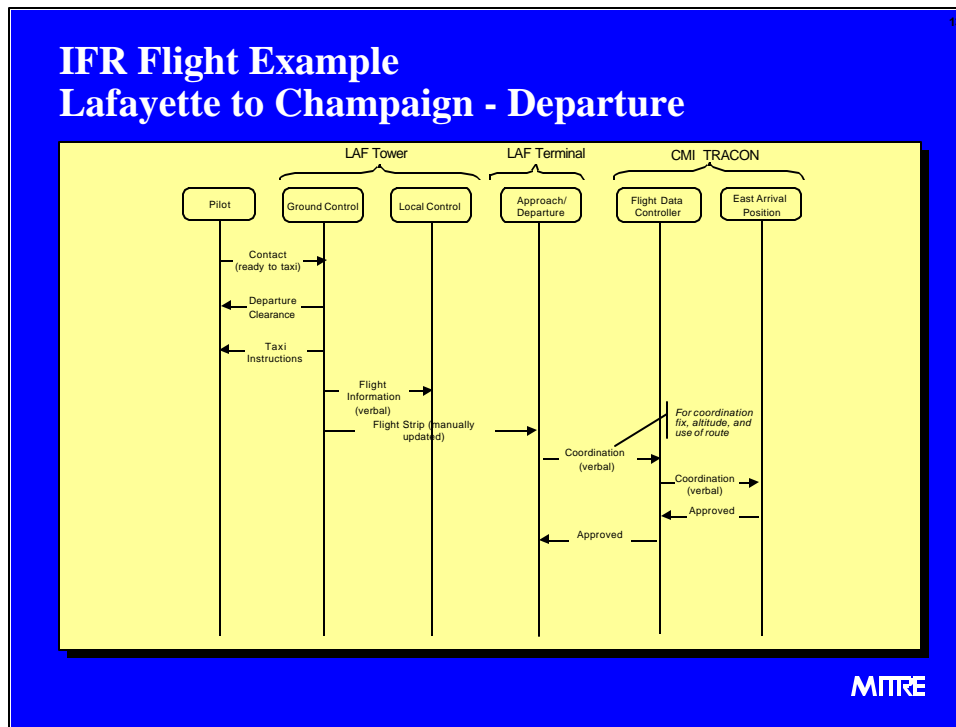 1
IFR Flight Example
Lafayette to Champaign - Departure
LAF Tower
LAF Terminal
CMI TRACON
Pilot
Ground Control
Local Control
Approach/
Departure
Flight Data
Controller
East Arrival
Position
Contact
(ready to taxi)
Departure
Clearance
Taxi
Instructions
Flight
Information
(verbal)
Flight Strip (manually
updated)
For coordination
fix, altitude, and
use of route
Coordination
(verbal)
Coordination
(verbal)
Approved
Approved
MITRE